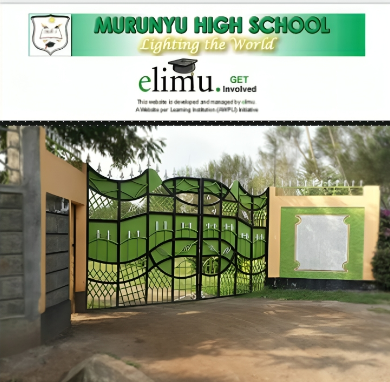 MURUNYU HIGH SCHOOL
Lighting the World
elimu. GET
Involved
This website is developed and managed by elimu
A Website per Learning Institution (AWPLI) Initiative